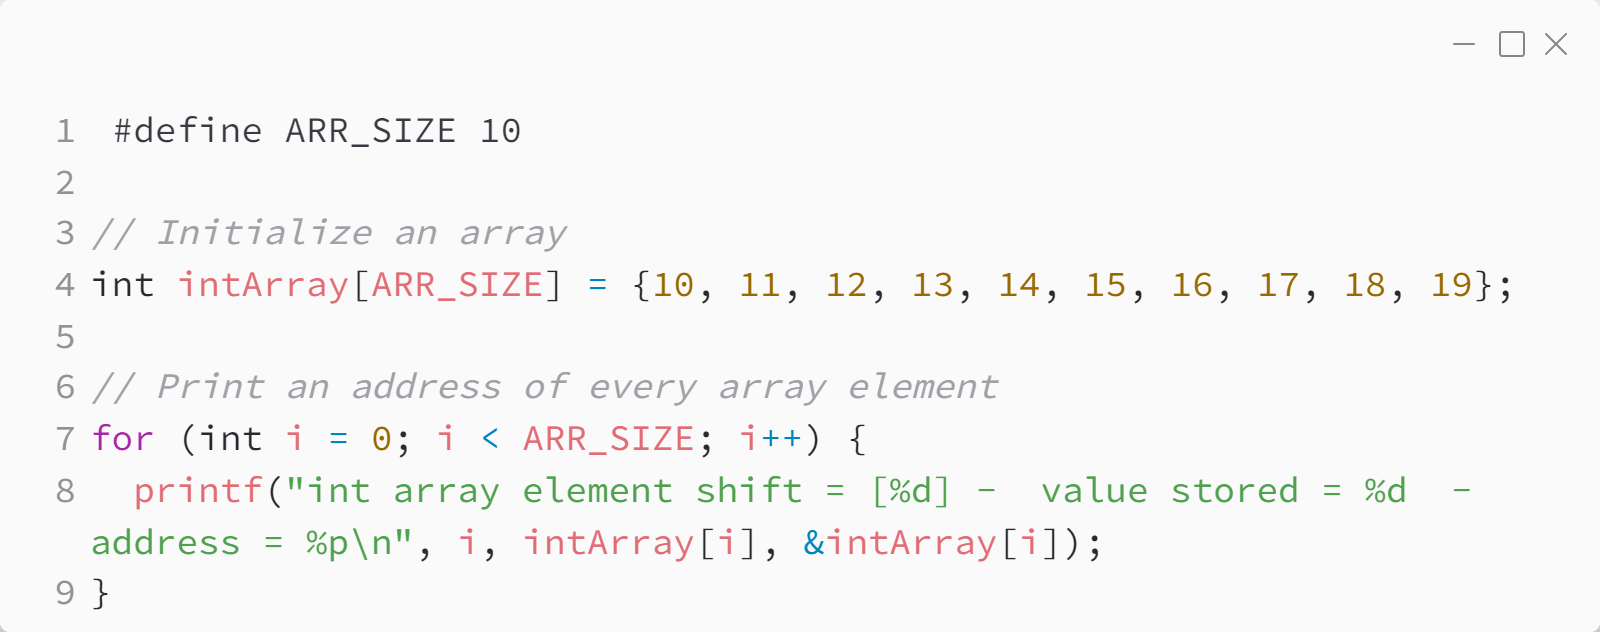 1 #define ARR_SIZE 10
2
3 // Initialize an array
4 int intArray[ARR_SIZE] = {10, 11, 12, 13, 14, 15, 16, 17, 18, 19};
5
6 // Print an address of every array element
7 for (int i = 0; i < ARR_SIZE; i++) {
8   printf("int array element shift = [%d] -  value stored = %d  -
address = %p\n", i, intArray[i], &intArray[i]);
9 }